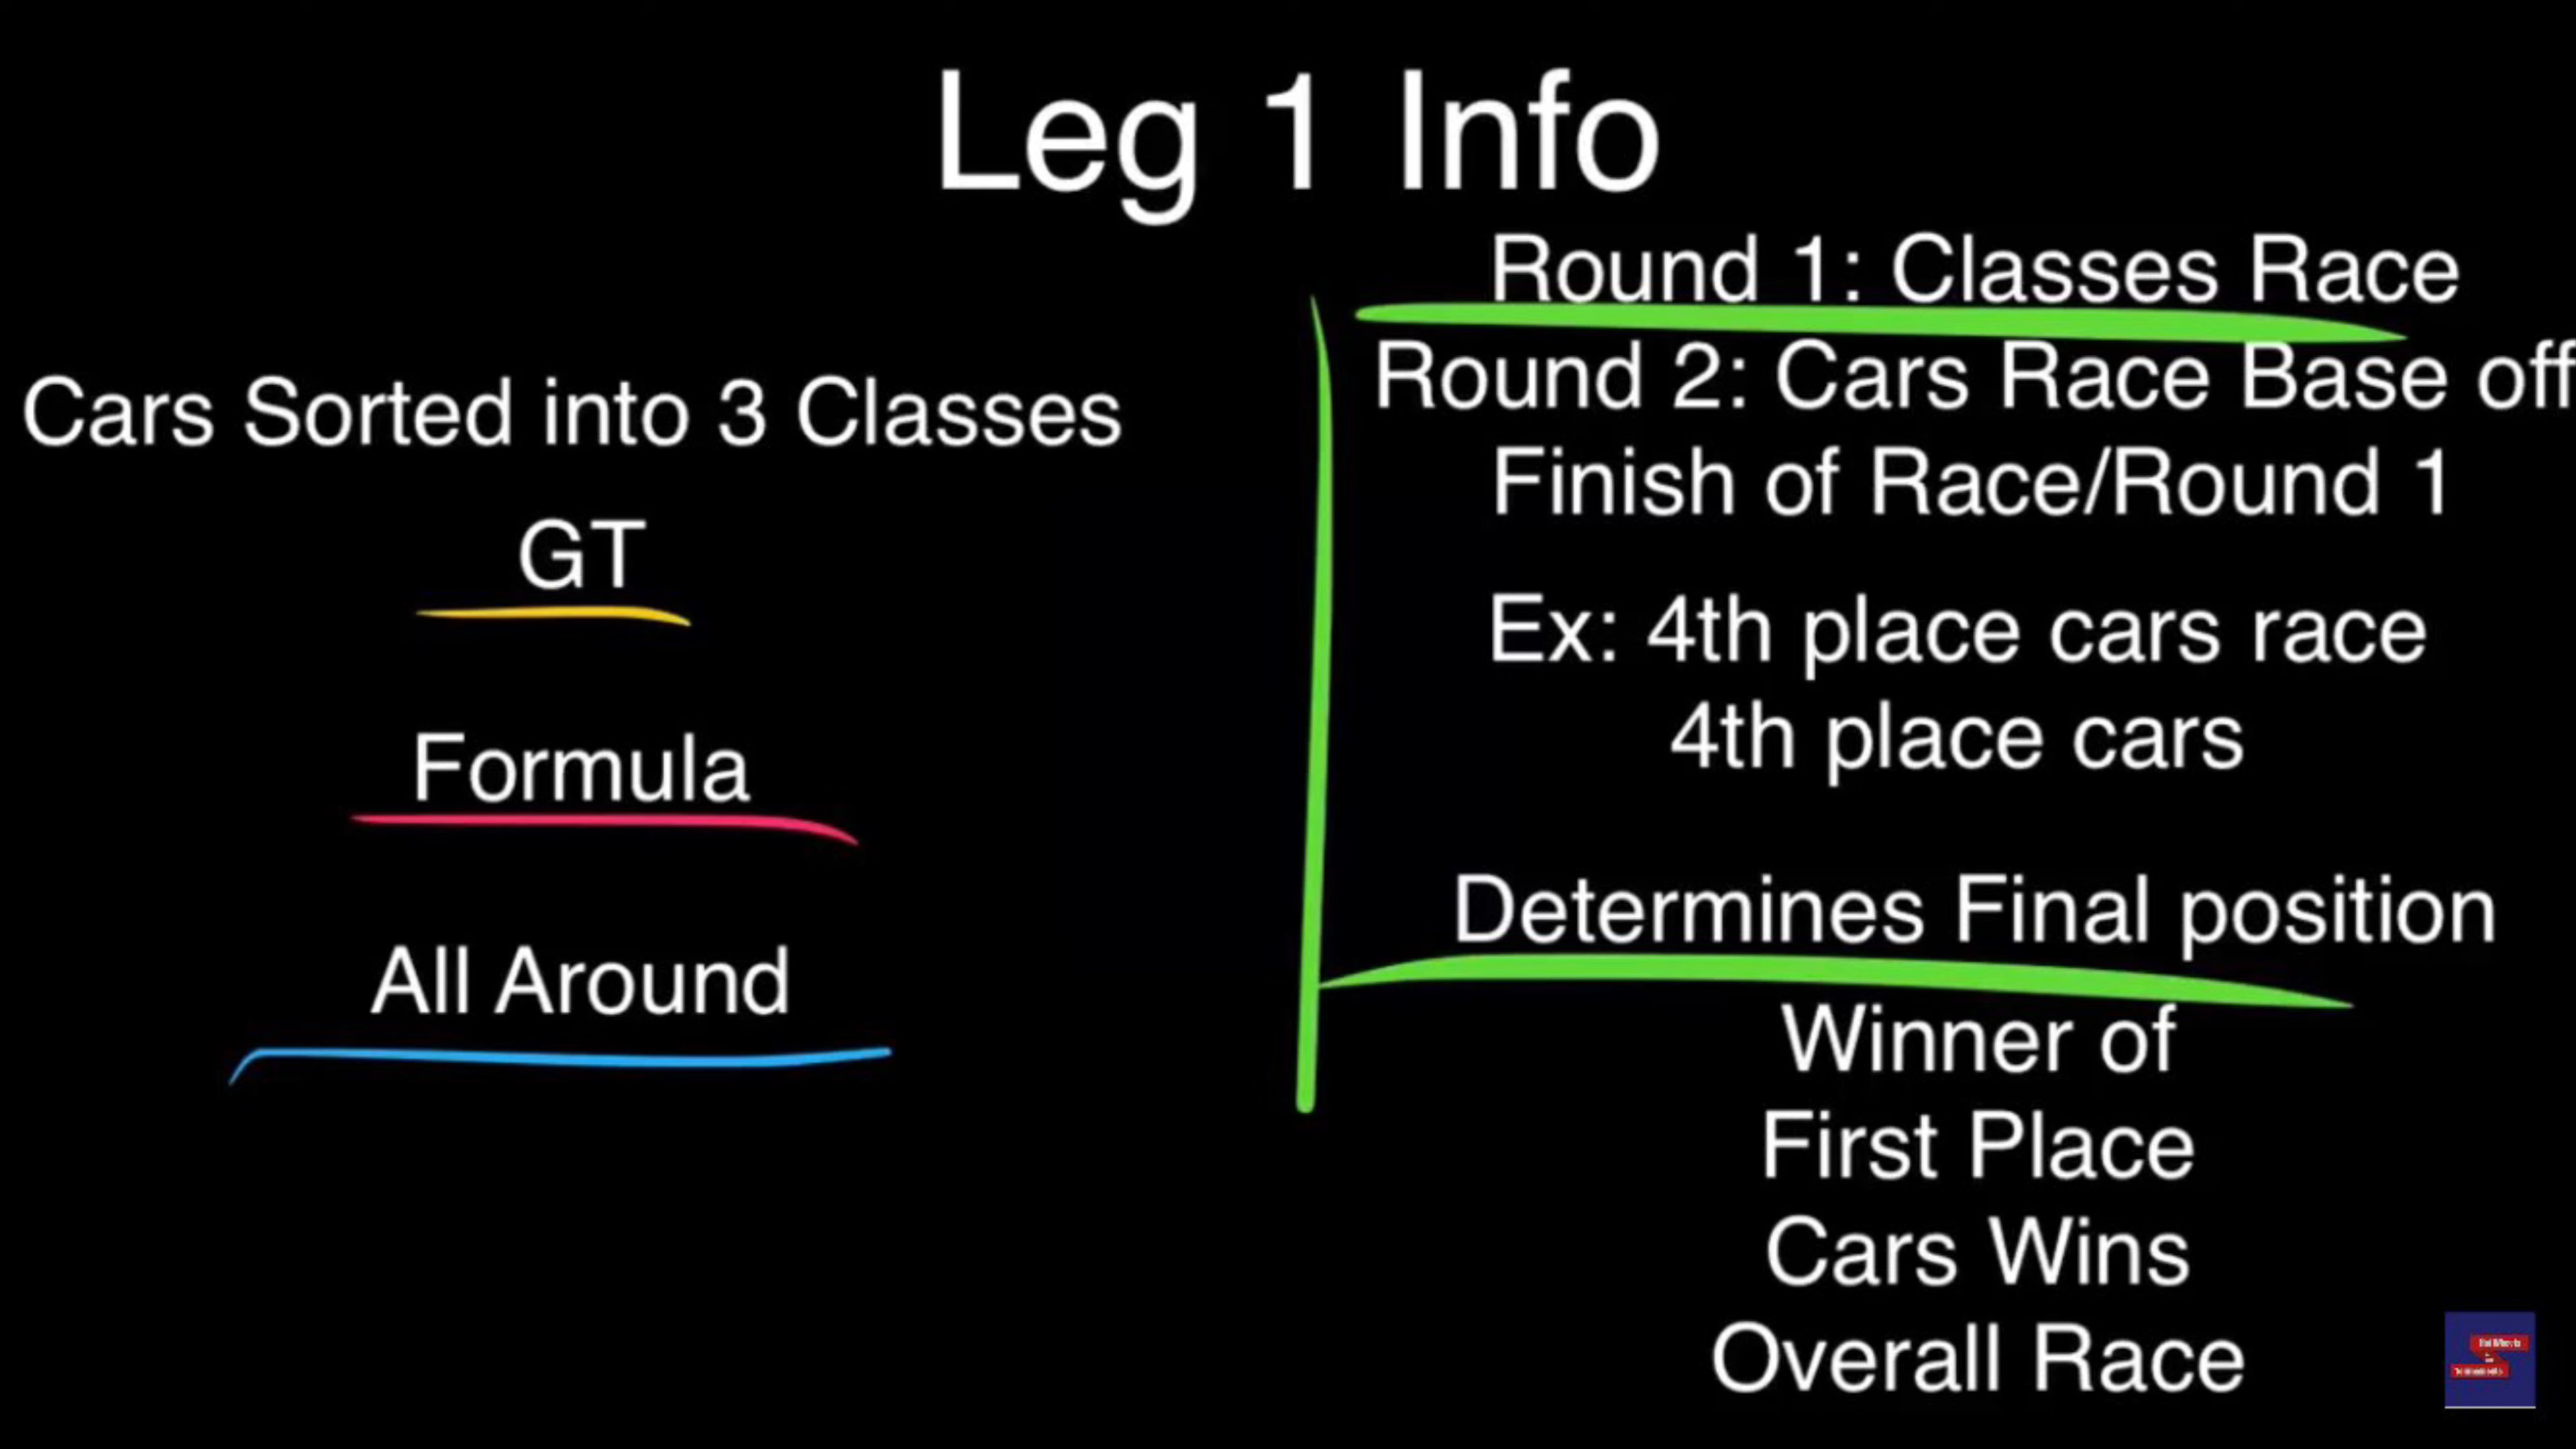 Leg 1 Info
Cars Sorted into 3 Classes
GT
Formula
All Around
Round 1: Classes Race
Round 2: Cars Race Base off
Finish of Race/Round 1
Ex: 4th place cars race
4th place cars
Determines Final position
Winner of
First Place
Cars Wins
Overall Race